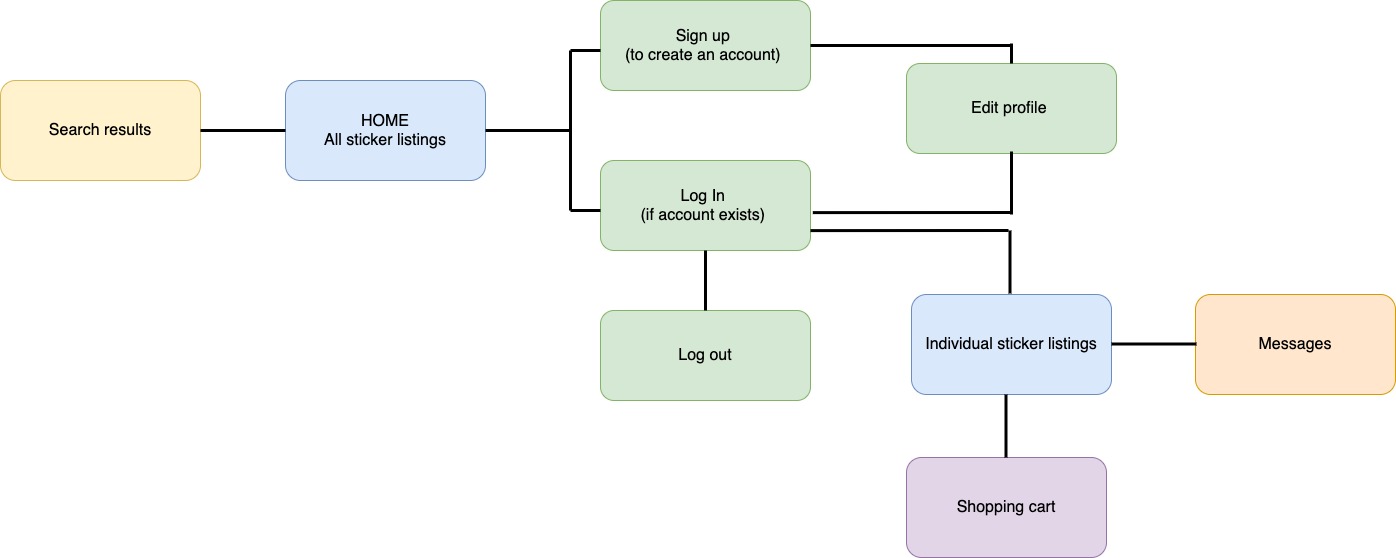 Sign up
(to create an account)
Edit profile
Search results
HOME
All sticker listings
Log In
(if account exists)
Log out
Individual sticker listings
Messages
Shopping cart